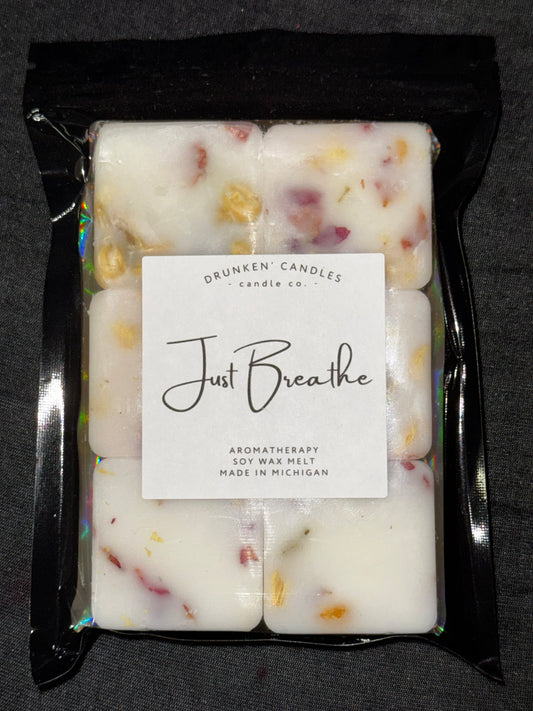 DRUNKEN' CANDLES
- candle co. -
Just Breathe
AROMATHERAPY
SOY WAX MELT
MADE IN MICHIGAN